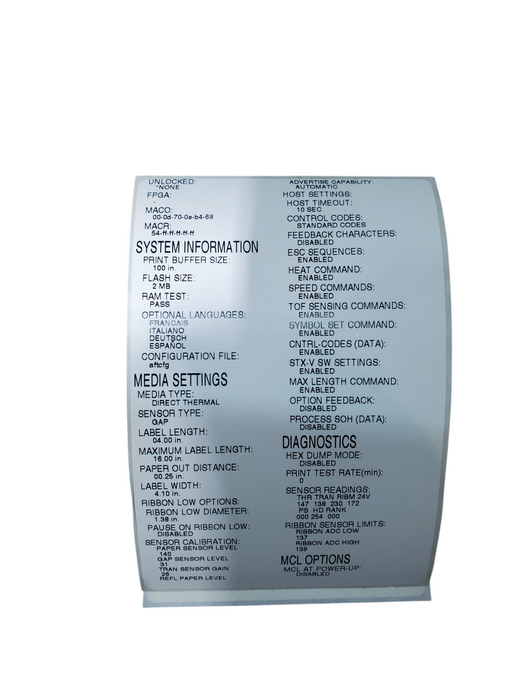 UNLOCKED:
*NONE
FPGA:
-
MACO:
00-0d-70-0e-b4-69
MACR:
54-ff-ff-ff-ff-ff
SYSTEM INFORMATION
PRINT BUFFER SIZE:
100 in.
FLASH SIZE:
2 MB
RAM TEST:
PASS
OPTIONAL LANGUAGES:
FRANCAIS
ITALIANO
DEUTSCH
ESPAÑOL
CONFIGURATION FILE:
MEDIA SETTINGS
MEDIA TYPE:
DIRECT THERMAL
SENSOR TYPE:
GAP
LABEL LENGTH:
04.00 in.
MAXIMUM LABEL LENGTH:
16.00 in.
PAPER OUT DISTANCE:
00.25 in.
LABEL WIDTH:
4.10 in.
RIBBON LOW OPTIONS:
RIBBON LOW DIAMETER:
1.38 in.
PAUSE ON RIBBON LOW:
DISABLED
SENSOR CALIBRATION:
PAPER SENSOR LEVEL
140
GAP SENSOR LEVEL
31
TRAN SENSOR GAIN
26
REFL PAPER LEVEL
ADVERTISE CAPABILITY:
AUTOMATIC
HOST SETTINGS:
HOST TIMEOUT:
10 SEC
CONTROL CODES:
STANDARD CODES
FEEDBACK CHARACTERS:
DISABLED
ESC SEQUENCES:
ENABLED
HEAT COMMAND:
ENABLED
SPEED COMMANDS:
ENABLED
TOF SENSING COMMANDS:
ENABLED
SYMBOL SET COMMAND:
ENABLED
CNTRL-CODES (DATA):
ENABLED
STX-V SW SETTINGS:
ENABLED
MAX LENGTH COMMAND:
ENABLED
OPTION FEEDBACK:
DISABLED
PROCESS SOH (DATA):
DISABLED
DIAGNOSTICS
HEX DUMP MODE:
DISABLED
PRINT TEST RATE(min):
0
SENSOR READINGS:
THR TRAN RIBM 24V
147 138 230 172
PS HD RANK
000 254 000
RIBBON SENSOR LIMITS:
RIBBON ADC LOW
137
RIBBON ADC HIGH
139
MCL OPTIONS
MCL AT POWER-UP:
DISABLED